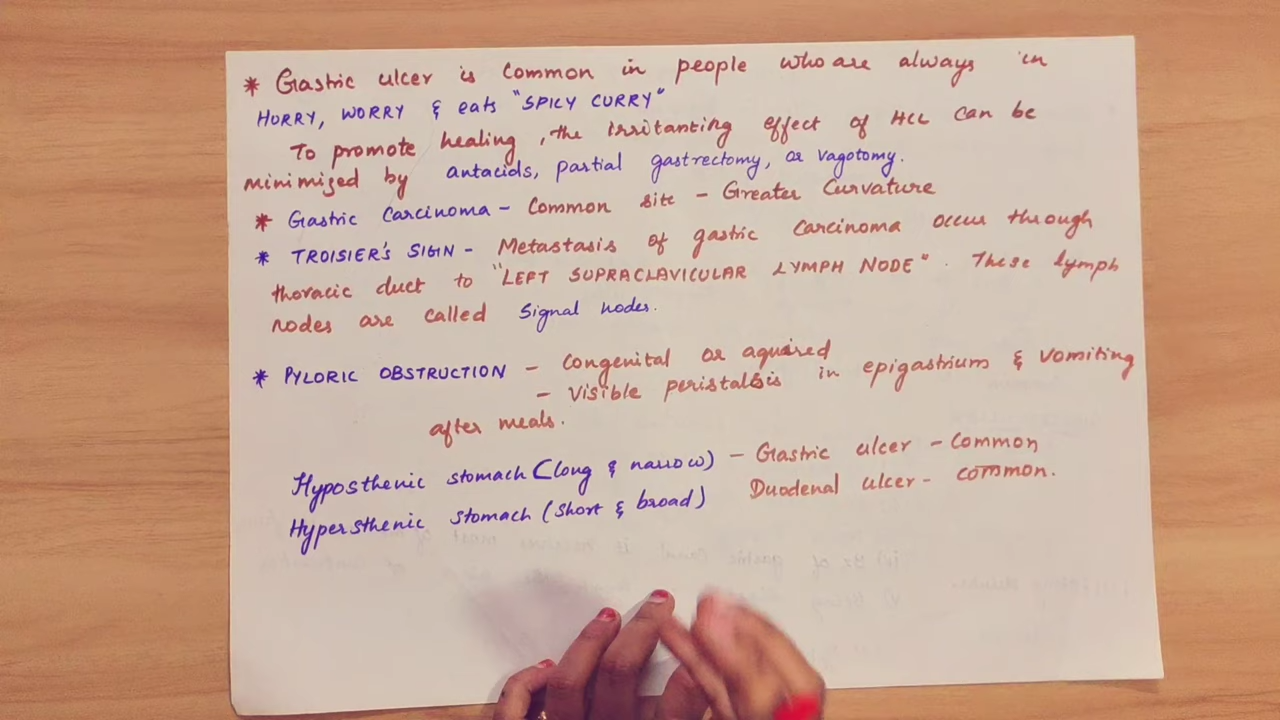 * Gastric ulcer is common in people who are always in
HURRY, WORRY & eats "SPICY CURRY"
To promote healing, the irritanting effect of HCL can be
minimized by antacids, partial gastrectomy, or vagotomy.
* Gastric Carcinoma - Common site - Greater Curvature
* TROISIER'S SIGN - Metastasis of gastric carcinoma occur through
thoracic duct to "LEFT SUPRACLAVICULAR LYMPH NODE". These lymph
nodes are called signal nodes.
* PYLORIC OBSTRUCTION - Congenital or aquired
- Visible peristalsis in epigastrium & vomiting
after meals.
Hyposthenic stomach (long & narrow) - Gastric ulcer - common
Hypersthenic stomach (short & broad) Duodenal ulcer - common.